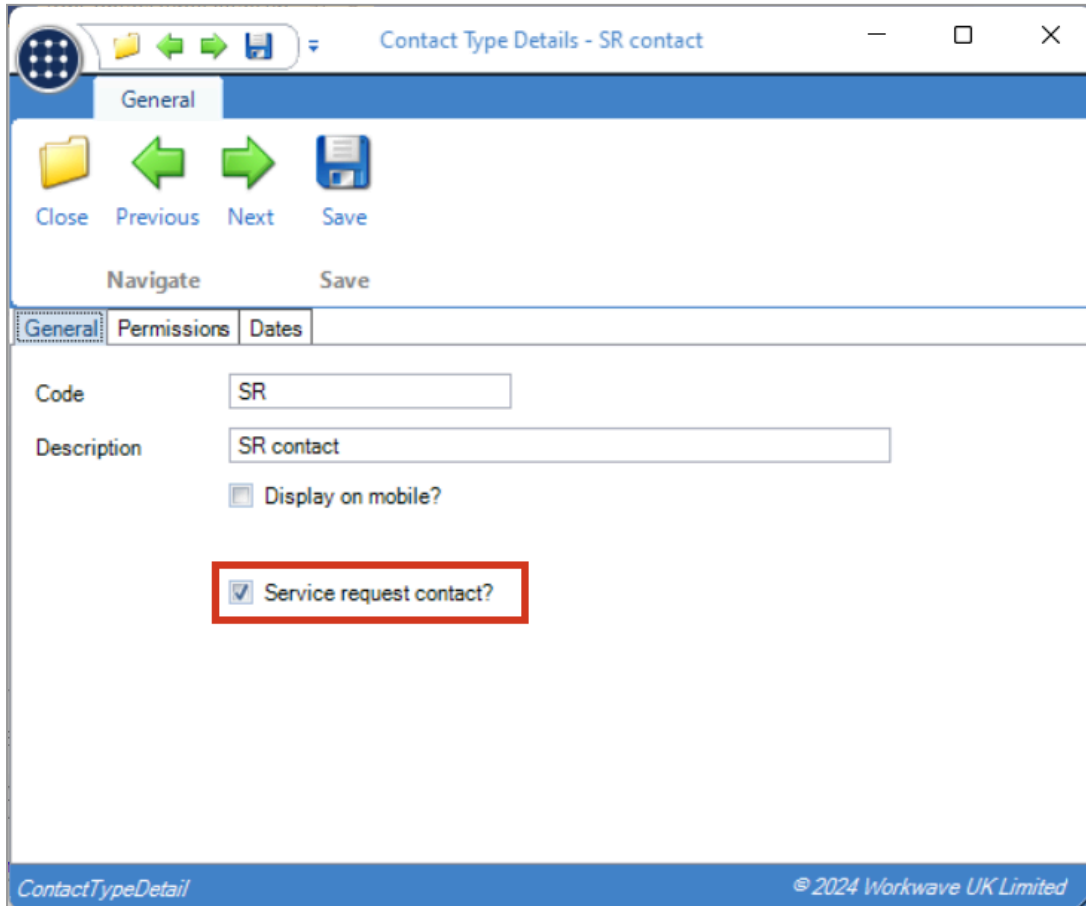 Contact Type Details - SR contact
General
Close Previous Next Save
Navigate Save
General Permissions Dates
Code SR
Description SR contact
Display on mobile?
Service request contact?
ContactTypeDetail © 2024 Workwave UK Limited